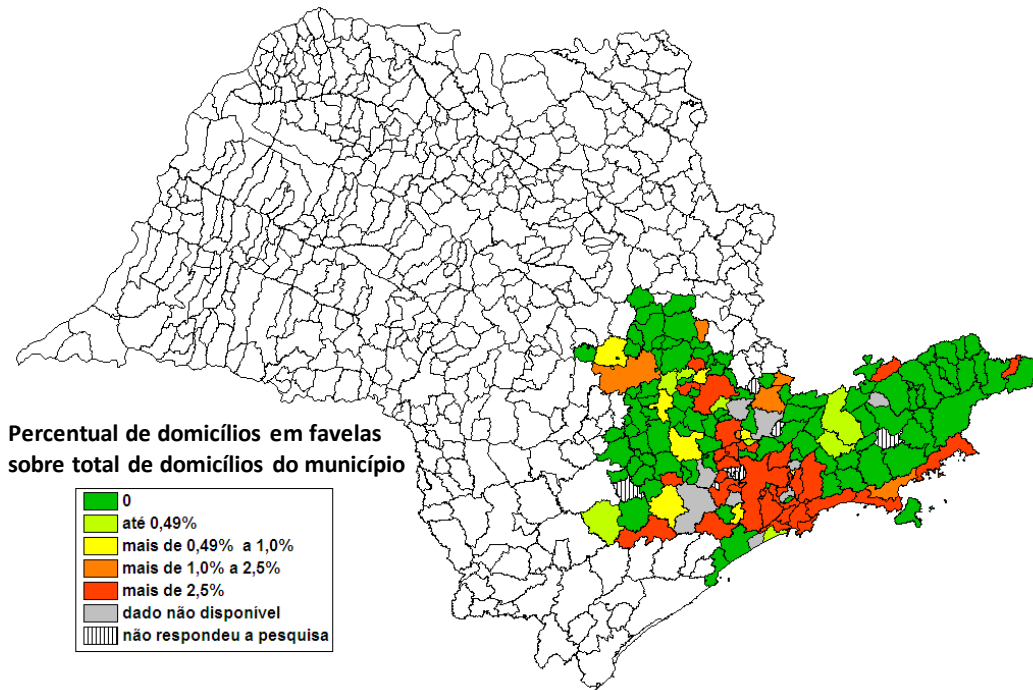 Percentual de domicílios em favelas
sobre total de domicílios do município
0
até 0,49%
mais de 0,49% a 1,0%
mais de 1,0% a 2,5%
mais de 2,5%
dado não disponível
não respondeu a pesquisa